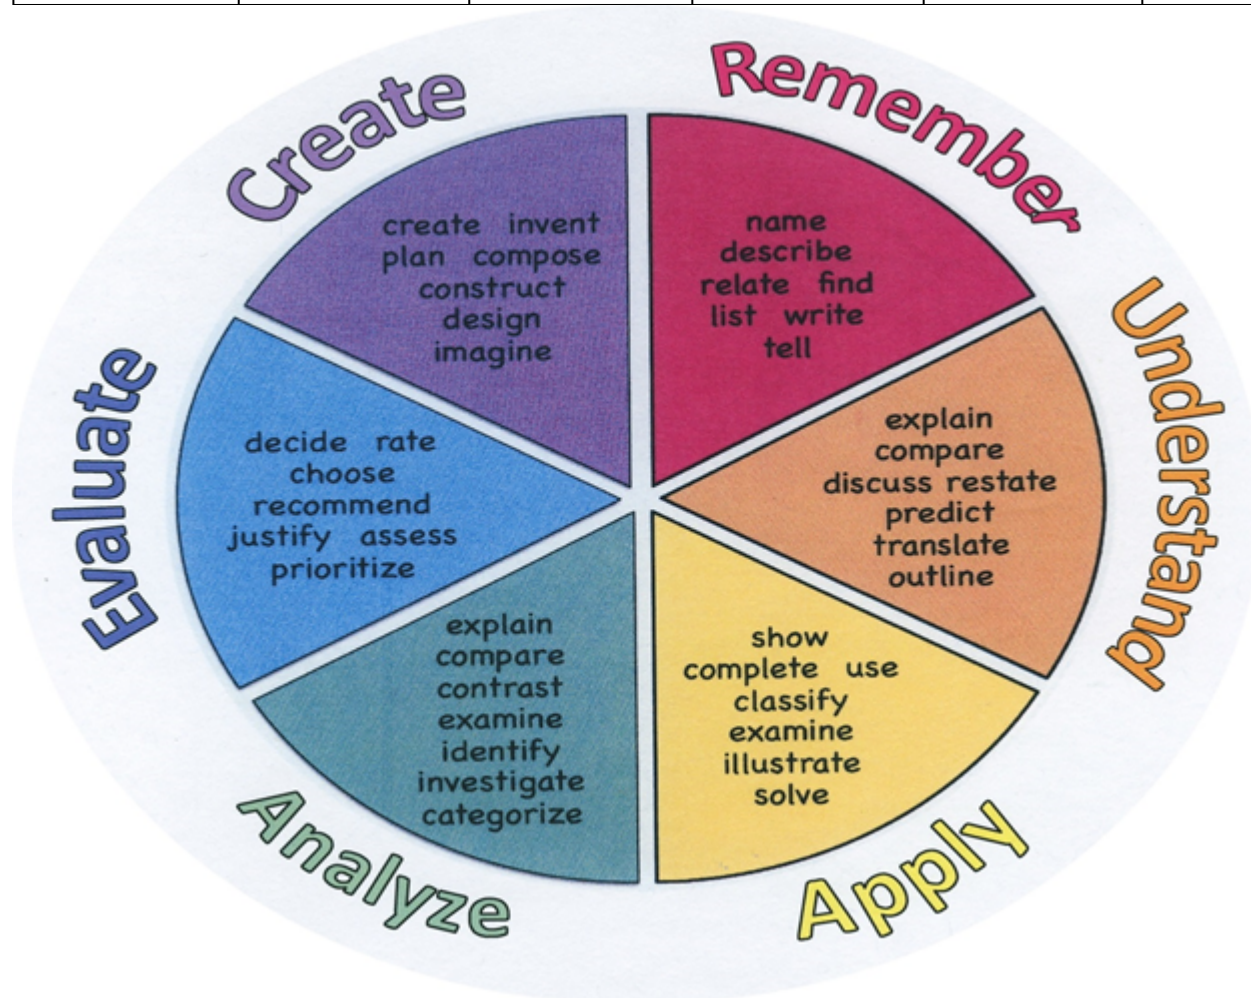 Remember
name
describe
relate find
list write
tell
Understand
explain
compare
discuss restate
predict
translate
outline
Apply
show
complete use
classify
examine
illustrate
solve
Analyze
explain
compare
contrast
examine
identify
investigate
categorize
Evaluate
decide rate
choose
recommend
justify assess
prioritize
Create
create invent
plan compose
construct
design
imagine